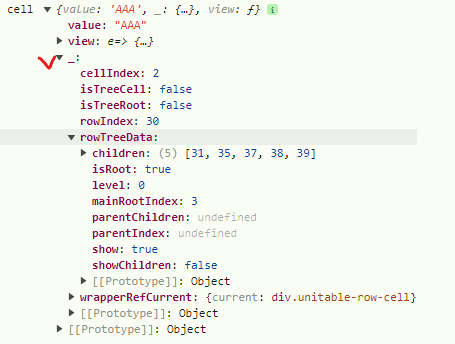 cell ▼{value: 'AAA', _: {…}, view: ƒ} i
value: "AAA"
▶ view: e=> {…}
▼ _:
cellIndex: 2
isTreeCell: false
isTreeRoot: false
rowIndex: 30
▼ rowTreeData:
▶ children: (5) [31, 35, 37, 38, 39]
isRoot: true
level: 0
mainRootIndex: 3
parentChildren: undefined
parentIndex: undefined
show: true
showChildren: false
▶ [[Prototype]]: Object
▶ wrapperRefCurrent: {current: div.unitable-row-cell}
▶ [[Prototype]]: Object
▶ [[Prototype]]: Object